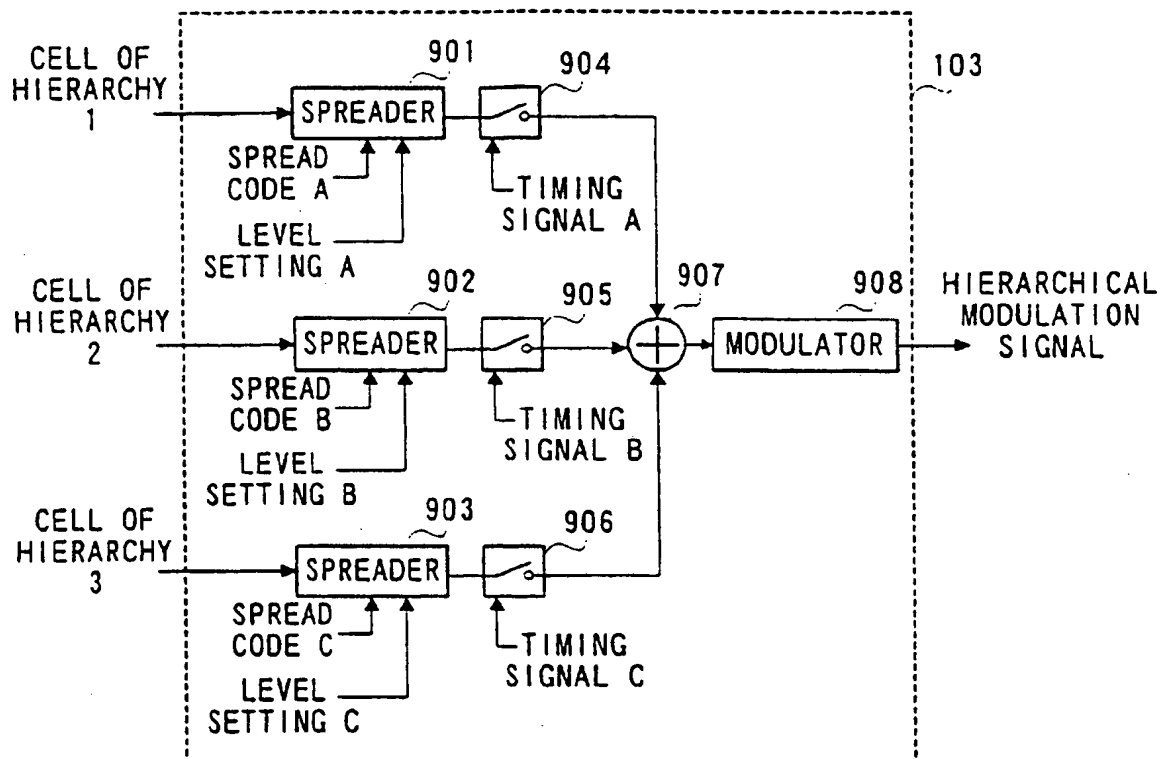 CELL OF
HIERARCHY
1
901
904
103
SPREADER
SPREAD
CODE A
TIMING
SIGNAL A
LEVEL
SETTING A
CELL OF
HIERARCHY
2
902
905
907
908
HIERARCHICAL
MODULATION
SIGNAL
SPREADER
MODULATOR
SPREAD
CODE B
TIMING
SIGNAL B
LEVEL
SETTING B
CELL OF
HIERARCHY
3
903
906
SPREADER
SPREAD
CODE C
TIMING
SIGNAL C
LEVEL
SETTING C